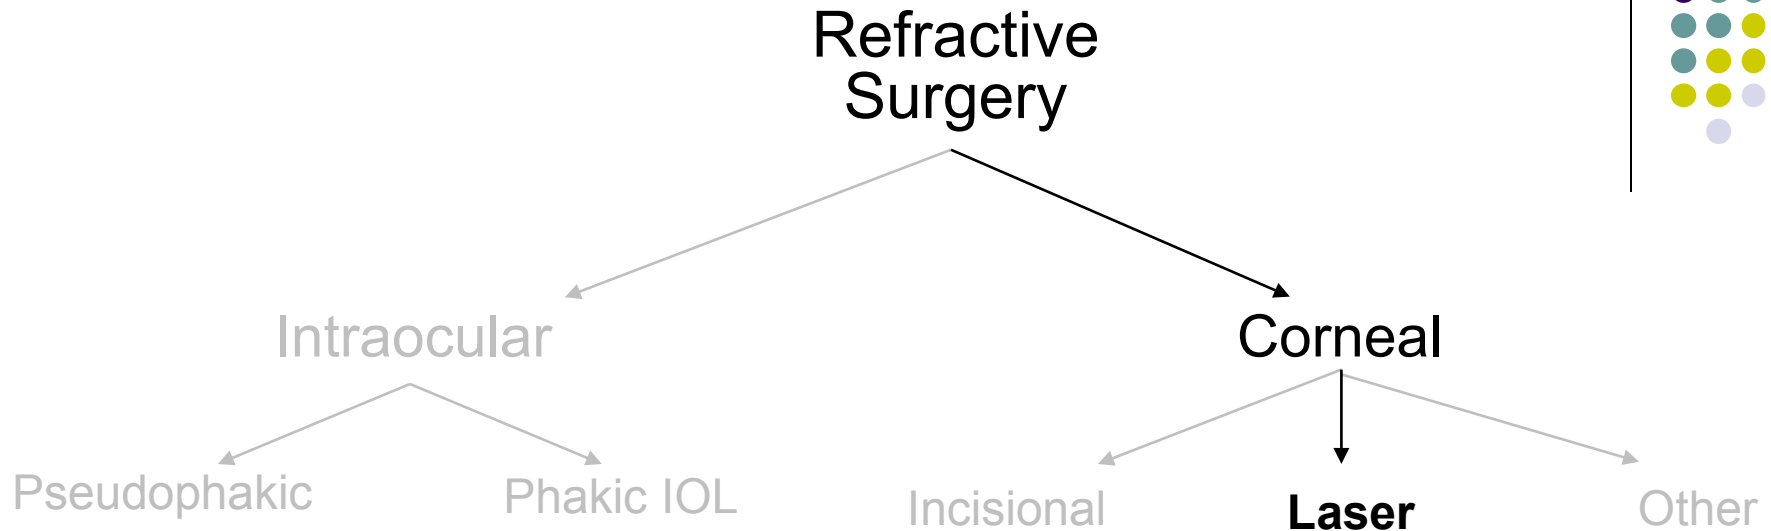 Refractive
Surgery
Intraocular
Corneal
Pseudophakic
Phakic IOL
Incisional
Laser
Other